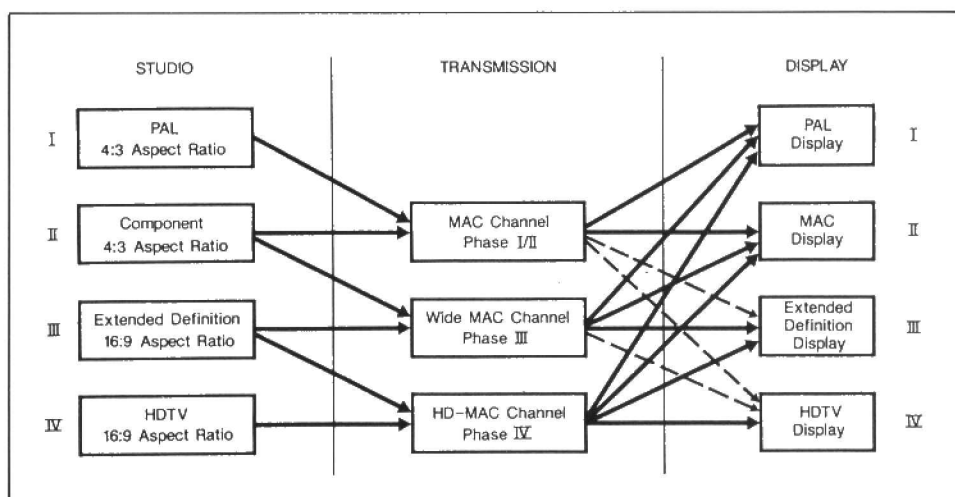 STUDIO
TRANSMISSION
DISPLAY
I
PAL
4:3 Aspect Ratio
PAL
Display
I
II
Component
4:3 Aspect Ratio
MAC Channel
Phase I/II
MAC
Display
II
III
Extended Definition
16:9 Aspect Ratio
Wide MAC Channel
Phase III
Extended
Definition
Display
III
IV
HDTV
16:9 Aspect Ratio
HD-MAC Channel
Phase IV
HDTV
Display
IV